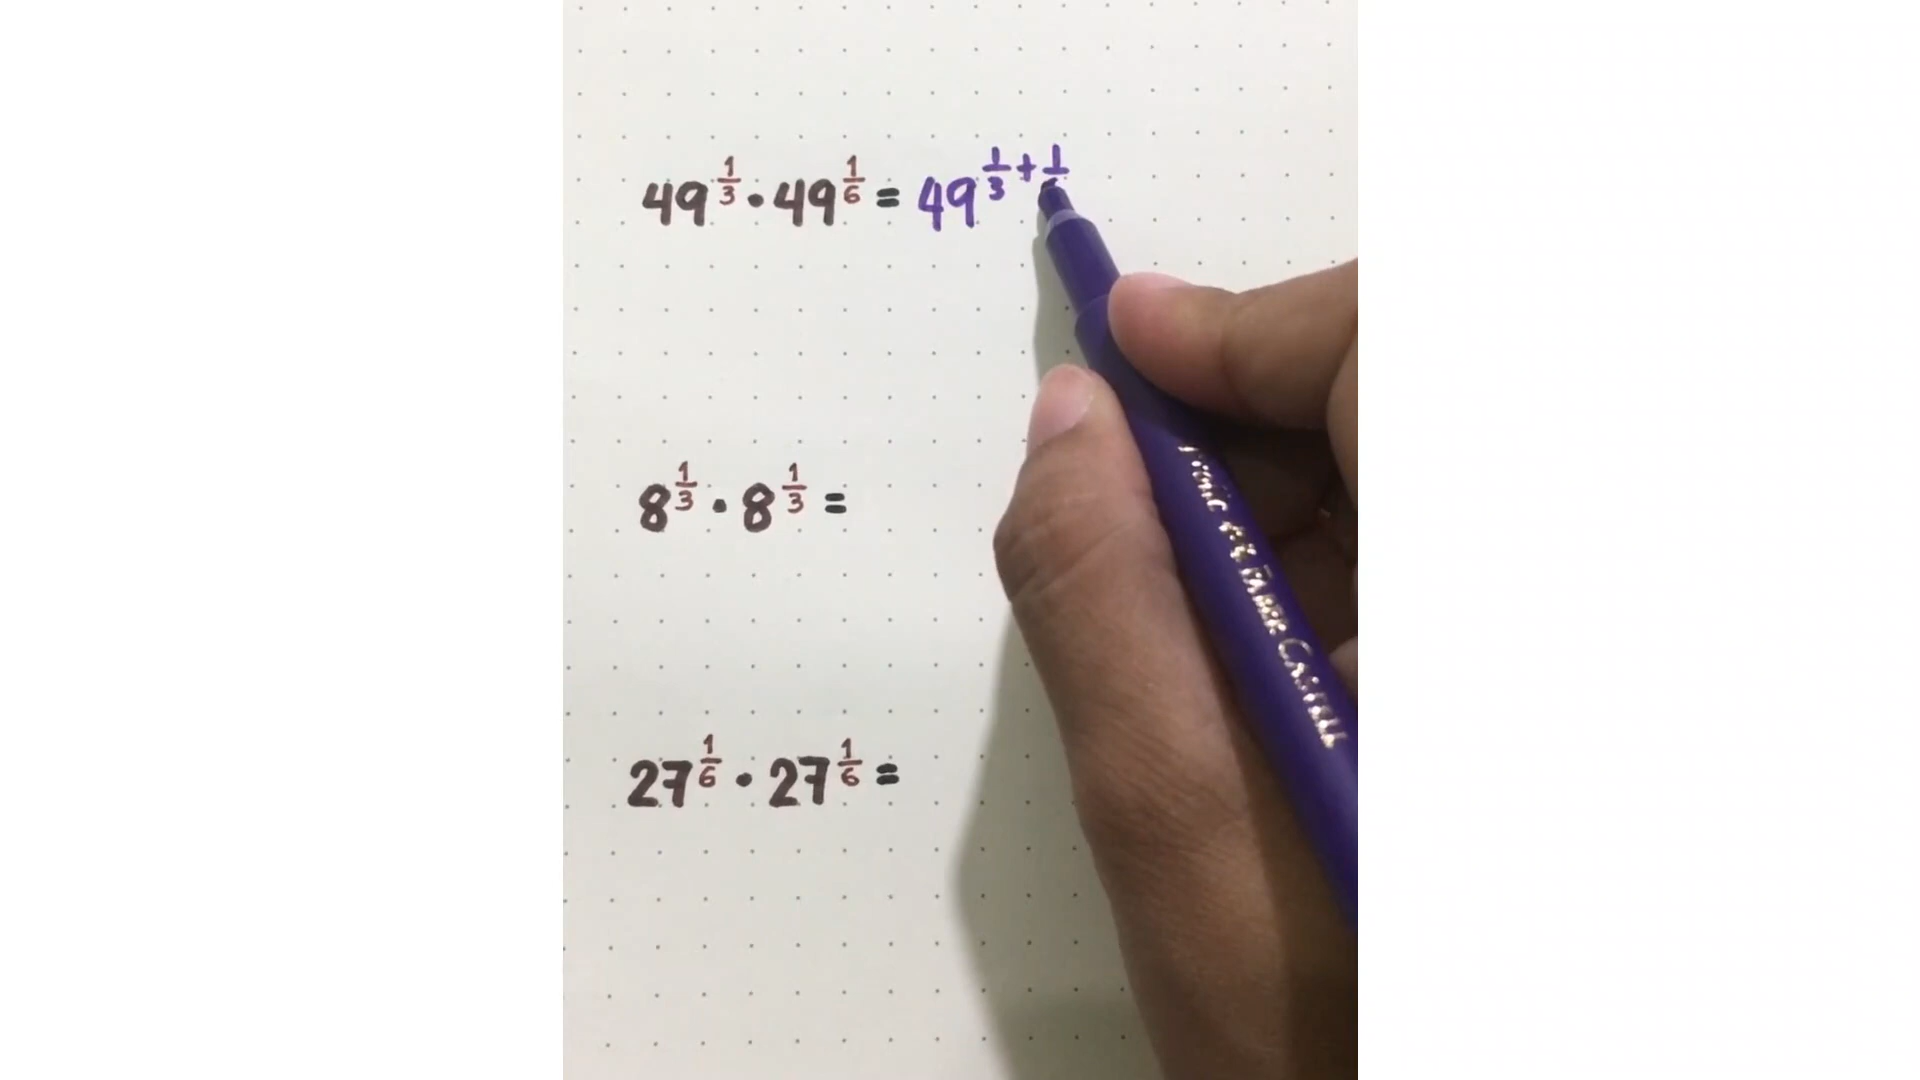 49^{1/3} · 49^{1/6} = 49^{1/3 + 1/
8^{1/3} · 8^{1/3} =
27^{1/6} · 27^{1/6} =
FABER CASTELL